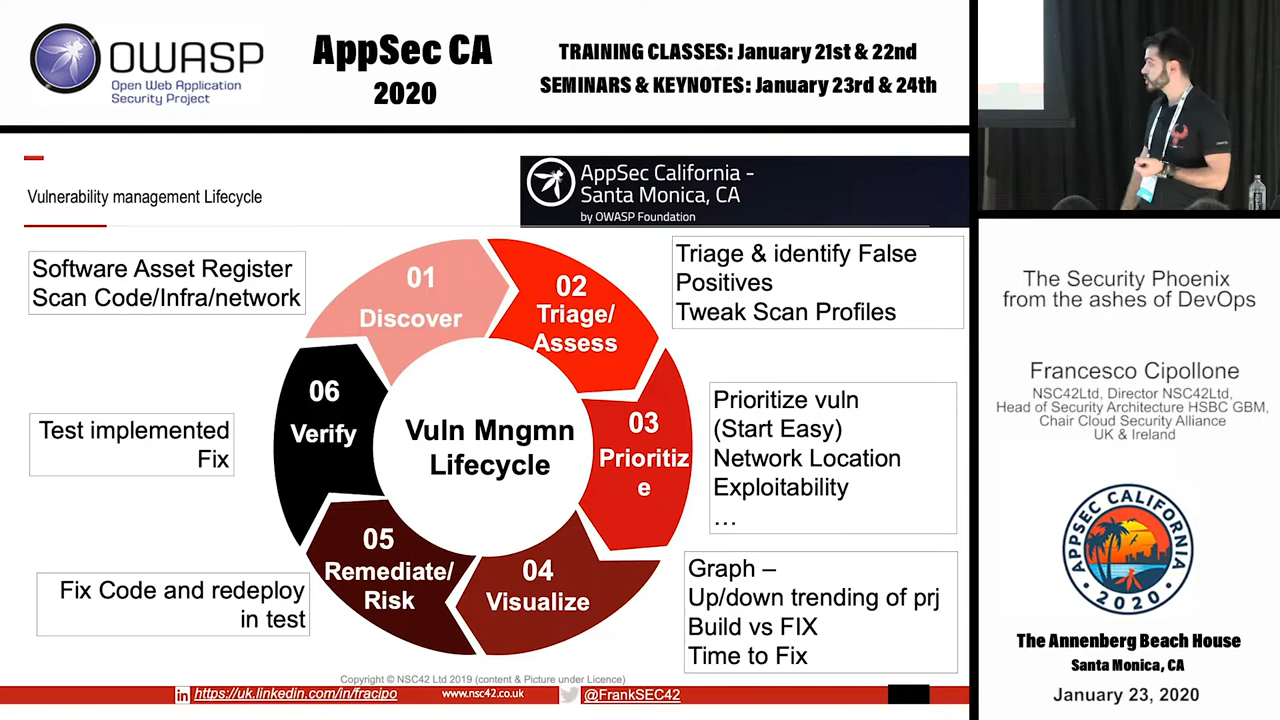 OWASP
Open Web Application
Security Project
AppSec CA
2020
TRAINING CLASSES: January 21st & 22nd
SEMINARS & KEYNOTES: January 23rd & 24th
Vulnerability management Lifecycle
AppSec California -
Santa Monica, CA
by OWASP Foundation
Software Asset Register
Scan Code/Infra/network
01
Discover
02
Triage/
Assess
Triage & identify False
Positives
Tweak Scan Profiles
03
Prioritiz
e
Prioritize vuln
(Start Easy)
Network Location
Exploitability
...
04
Visualize
Graph –
Up/down trending of prj
Build vs FIX
Time to Fix
05
Remediate/
Risk
Fix Code and redeploy
in test
06
Verify
Test implemented
Fix
Vuln Mngmn
Lifecycle
Copyright © NSC42 Ltd 2019 (content & Picture under Licence)
in https://uk.linkedin.com/in/fracipo
www.nsc42.co.uk
@FrankSEC42
The Security Phoenix
from the ashes of DevOps
Francesco Cipollone
NSC42Ltd, Director NSC42Ltd,
Head of Security Architecture HSBC GBM,
Chair Cloud Security Alliance
UK & Ireland
APPSEC CALIFORNIA
2020
The Annenberg Beach House
Santa Monica, CA
January 23, 2020